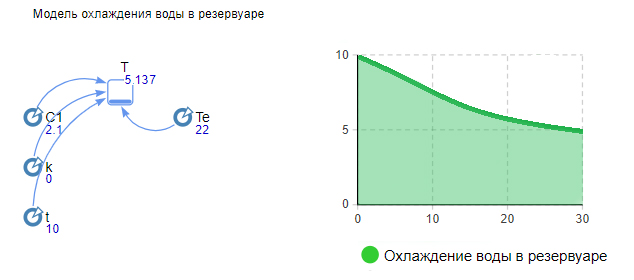 Модель охлаждения воды в резервуаре
T
5.137
C1
2.1
Te
22
k
0
t
10
10
5
0
0
10
20
30
Охлаждение воды в резервуаре